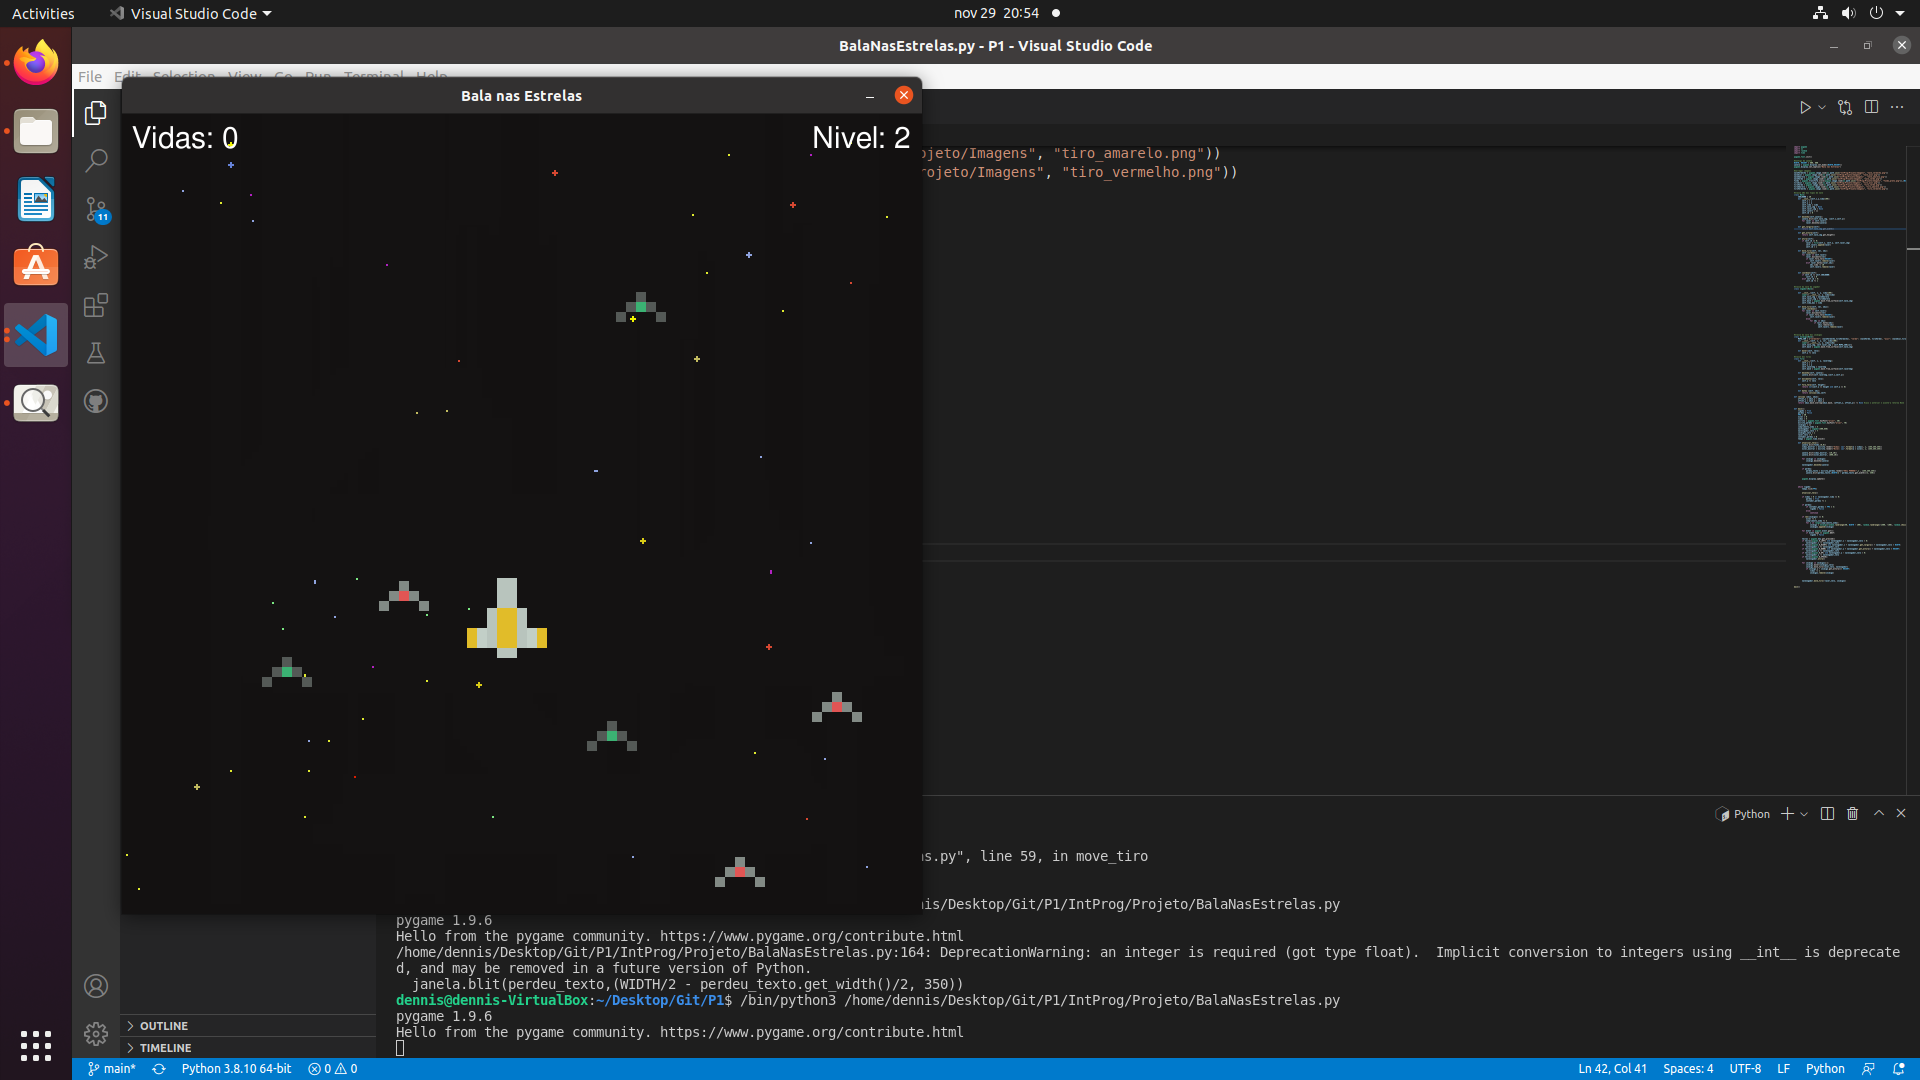 Activities
Visual Studio Code
nov 29 20:54
BalaNasEstrelas.py - P1 - Visual Studio Code
File Edit Selection View Go Run Terminal Help
Bala nas Estrelas
Vidas: 0
Nivel: 2
ojeto/Imagens", "tiro_amarelo.png"))
rojeto/Imagens", "tiro_vermelho.png"))
11
Python
as.py", line 59, in move_tiro
nis/Desktop/Git/P1/IntProg/Projeto/BalaNasEstrelas.py
pygame 1.9.6
Hello from the pygame community. https://www.pygame.org/contribute.html
/home/dennis/Desktop/Git/P1/IntProg/Projeto/BalaNasEstrelas.py:164: DeprecationWarning: an integer is required (got type float).  Implicit conversion to integers using __int__ is deprecate
d, and may be removed in a future version of Python.
janela.blit(perdeu_texto,(WIDTH/2 - perdeu_texto.get_width()/2, 350))
dennis@dennis-VirtualBox:~/Desktop/Git/P1$ /bin/python3 /home/dennis/Desktop/Git/P1/IntProg/Projeto/BalaNasEstrelas.py
pygame 1.9.6
Hello from the pygame community. https://www.pygame.org/contribute.html
OUTLINE
TIMELINE
main*
Python 3.8.10 64-bit
0
0
Ln 42, Col 41
Spaces: 4
UTF-8
LF
Python